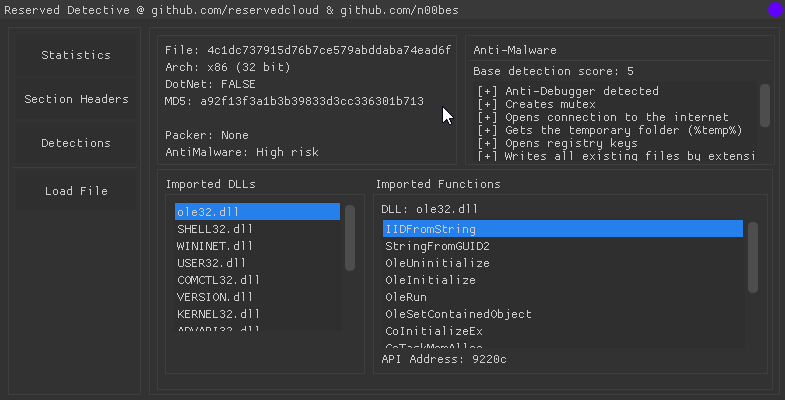 Reserved Detective @ github.com/reservedcloud & github.com/n00bes
Statistics
Section Headers
Detections
Load File
File: 4c1dc737915d76b7ce579abddaba74ead6f
Arch: x86 (32 bit)
DotNet: FALSE
MD5: a92f13f3a1b3b39833d3cc336301b713
Packer: None
AntiMalware: High risk
Anti-Malware
Base detection score: 5
[+] Anti-Debugger detected
[+] Creates mutex
[+] Opens connection to the internet
[+] Gets the temporary folder (%temp%)
[+] Opens registry keys
[+] Writes all existing files by extensi
Imported DLLs
ole32.dll
SHELL32.dll
WININET.dll
USER32.dll
COMCTL32.dll
VERSION.dll
KERNEL32.dll
ADVAPI32.dll
Imported Functions
DLL: ole32.dll
IIDFromString
StringFromGUID2
OleUninitialize
OleInitialize
OleRun
OleSetContainedObject
CoInitializeEx
CoTaskMemAlloc
API Address: 9220c